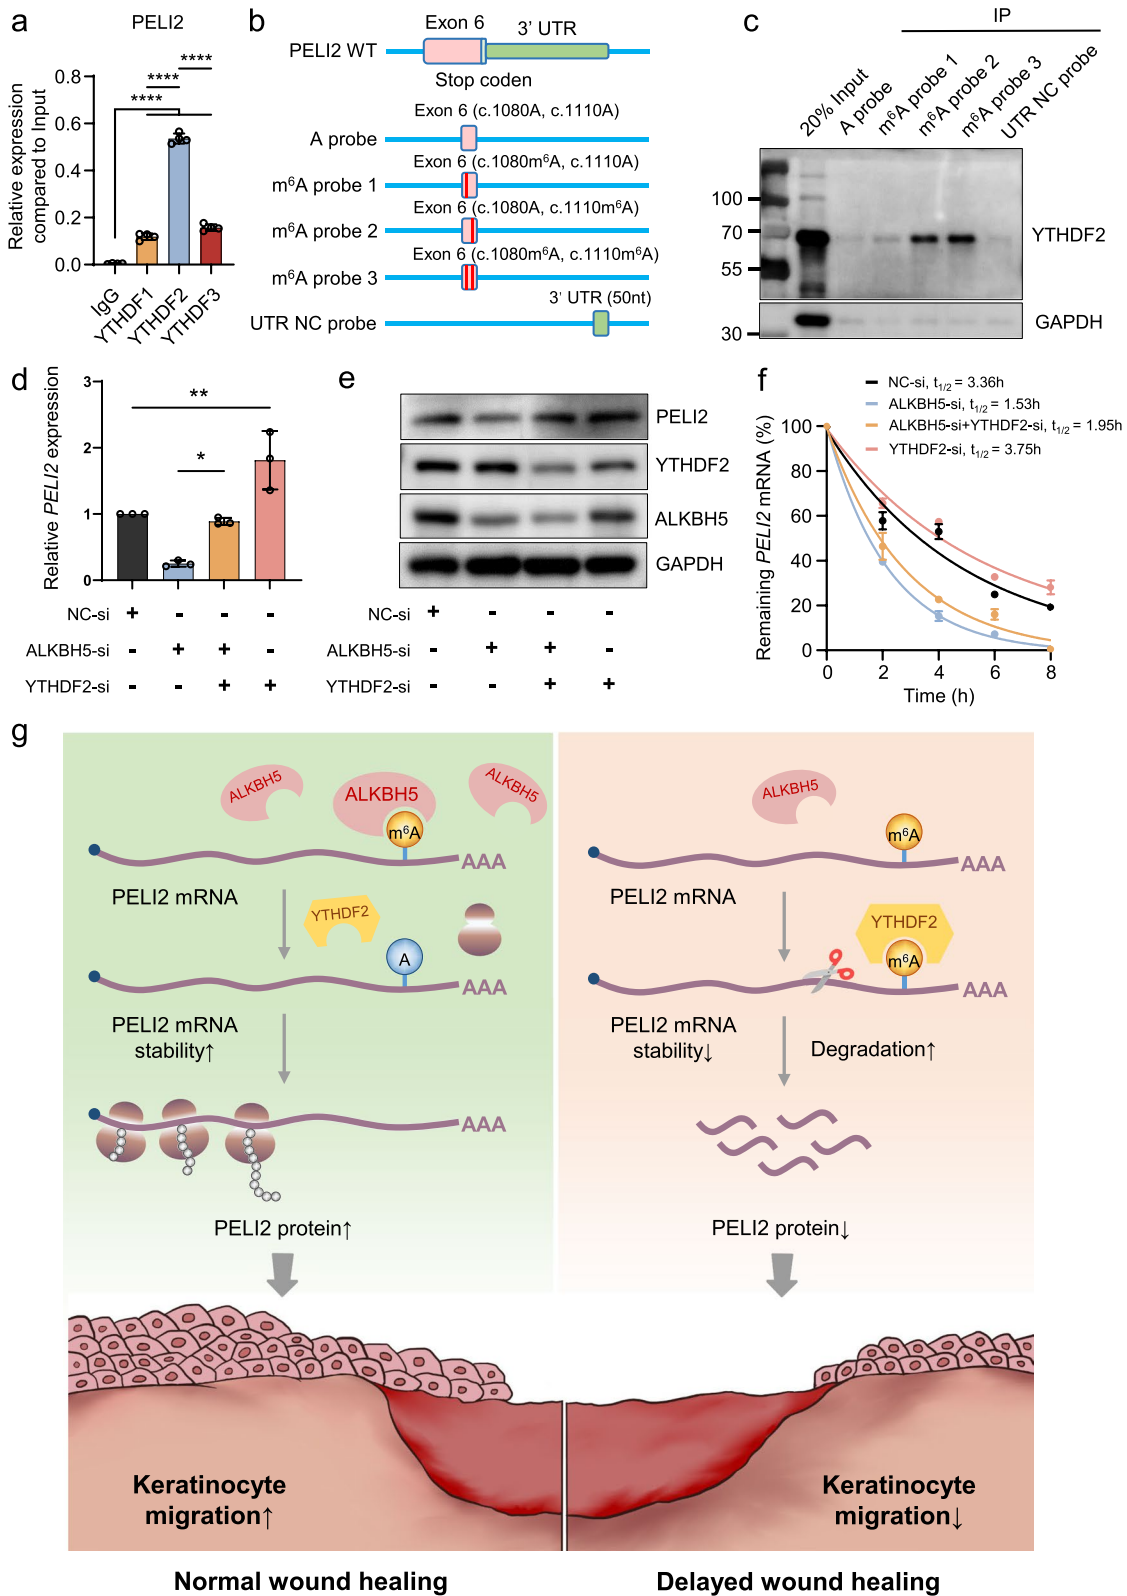 a
PELI2
Relative expression
compared to Input
0.8
0.6
0.4
0.2
0.0
****
****
****
IgG
YTHDF1
YTHDF2
YTHDF3
b
Exon 6
3' UTR
PELI2 WT
Stop coden
Exon 6 (c.1080A, c.1110A)
A probe
Exon 6 (c.1080m⁶A, c.1110A)
m⁶A probe 1
Exon 6 (c.1080A, c.1110m⁶A)
m⁶A probe 2
Exon 6 (c.1080m⁶A, c.1110m⁶A)
m⁶A probe 3
3' UTR (50nt)
UTR NC probe
c
IP
20% Input
A probe
m⁶A probe 1
m⁶A probe 2
m⁶A probe 3
UTR NC probe
100
70
55
30
YTHDF2
GAPDH
d
Relative PELI2 expression
3
2
1
0
**
*
NC-si + - - -
ALKBH5-si - + + -
YTHDF2-si - - + +
e
PELI2
YTHDF2
ALKBH5
GAPDH
NC-si + - - -
ALKBH5-si - + + -
YTHDF2-si - - + +
f
NC-si, t1/2 = 3.36h
ALKBH5-si, t1/2 = 1.53h
ALKBH5-si+YTHDF2-si, t1/2 = 1.95h
YTHDF2-si, t1/2 = 3.75h
Remaining PELI2 mRNA (%)
100
80
60
40
20
0
0 2 4 6 8
Time (h)
g
ALKBH5
ALKBH5
ALKBH5
m⁶A
AAA
PELI2 mRNA
YTHDF2
A
AAA
PELI2 mRNA
stability↑
AAA
PELI2 protein↑
ALKBH5
m⁶A
AAA
PELI2 mRNA
YTHDF2
m⁶A
AAA
PELI2 mRNA
stability↓
Degradation↑
PELI2 protein↓
Keratinocyte
migration↑
Keratinocyte
migration↓
Normal wound healing
Delayed wound healing